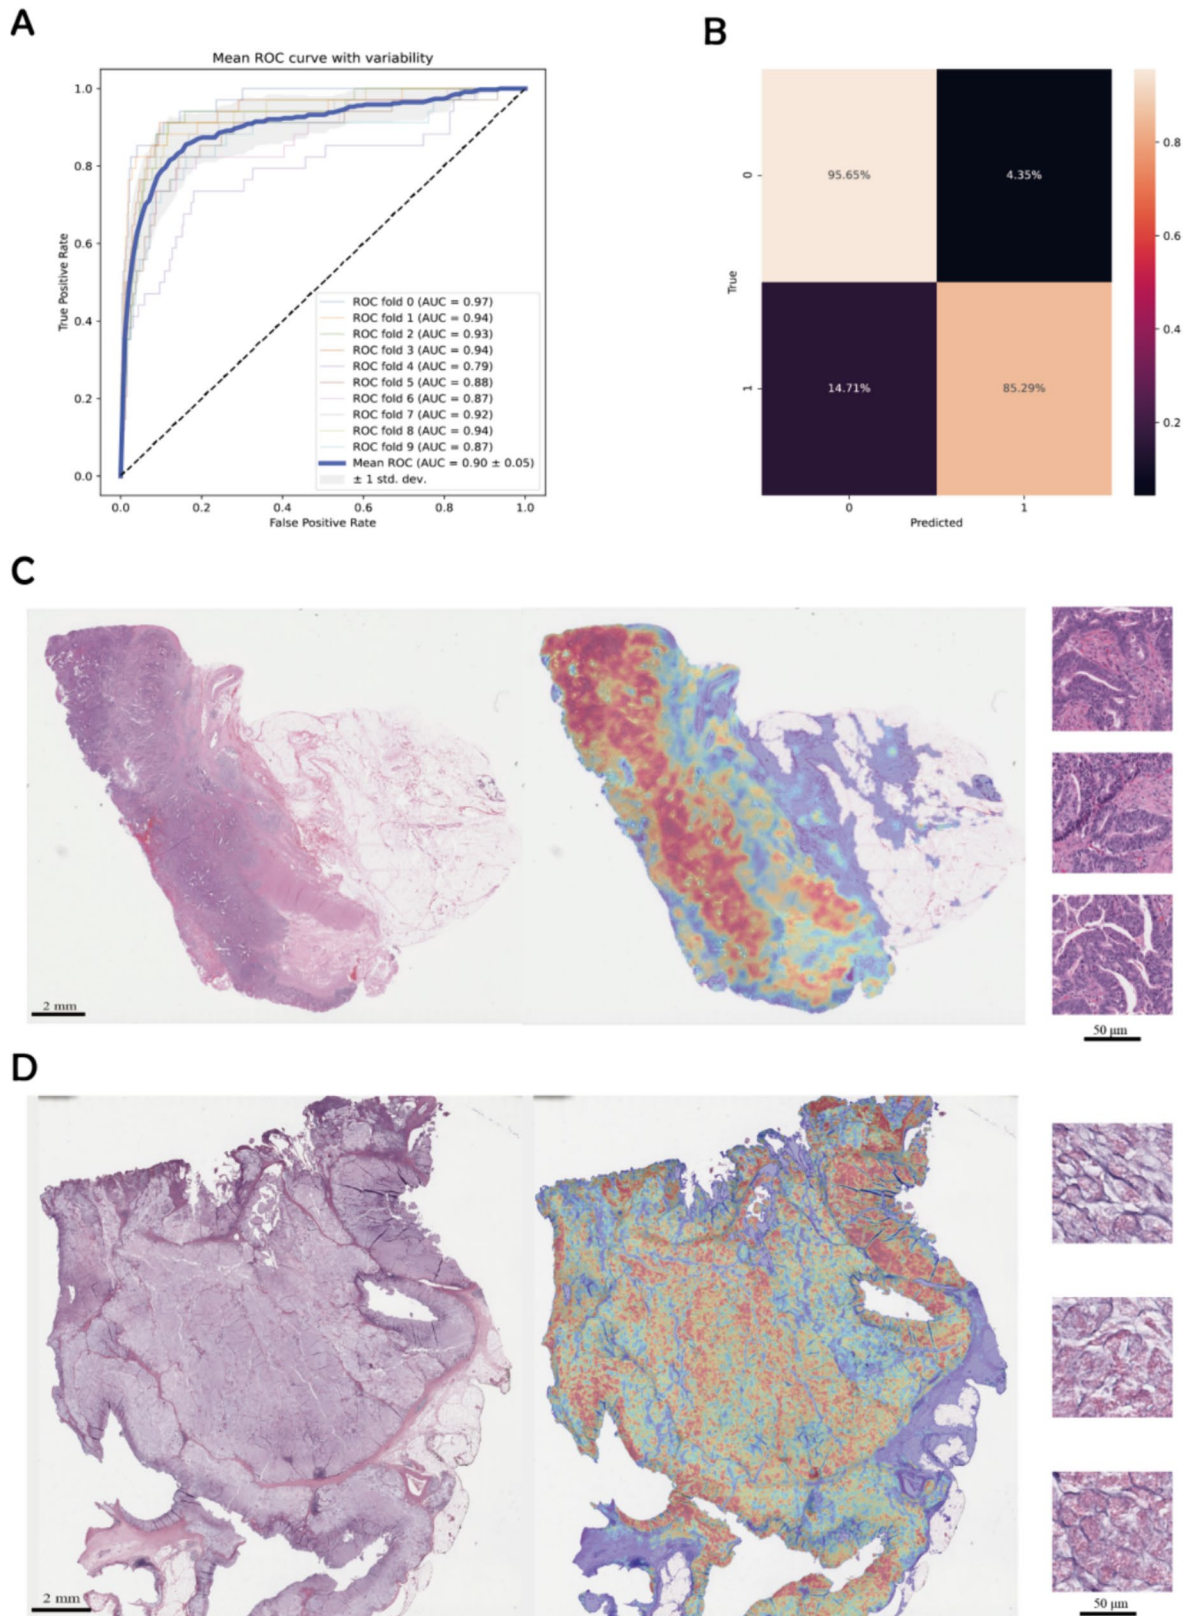 A
Mean ROC curve with variability
1.0
0.8
0.6
0.4
0.2
0.0
True Positive Rate
ROC fold 0 (AUC = 0.97)
ROC fold 1 (AUC = 0.94)
ROC fold 2 (AUC = 0.93)
ROC fold 3 (AUC = 0.94)
ROC fold 4 (AUC = 0.79)
ROC fold 5 (AUC = 0.88)
ROC fold 6 (AUC = 0.87)
ROC fold 7 (AUC = 0.92)
ROC fold 8 (AUC = 0.94)
ROC fold 9 (AUC = 0.87)
Mean ROC (AUC = 0.90 ± 0.05)
± 1 std. dev.
0.0 0.2 0.4 0.6 0.8 1.0
False Positive Rate
B
0
95.65% 4.35%
True
1
14.71% 85.29%
0 1
Predicted
0.8
0.6
0.4
0.2
C
2 mm
50 μm
D
2 mm
50 μm